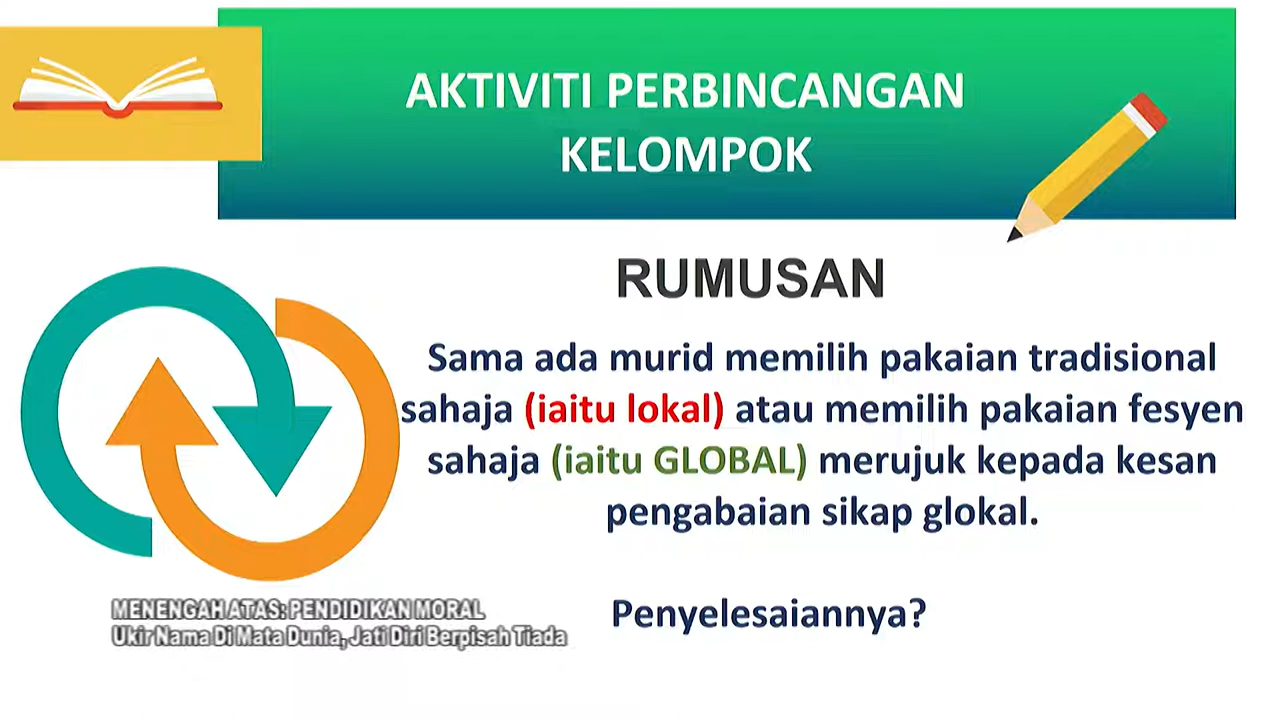 AKTIVITI PERBINCANGAN
KELOMPOK
RUMUSAN
Sama ada murid memilih pakaian tradisional
sahaja (iaitu lokal) atau memilih pakaian fesyen
sahaja (iaitu GLOBAL) merujuk kepada kesan
pengabaian sikap glokal.
Penyelesaiannya?
MENENGAH ATAS: PENDIDIKAN MORAL
Ukir Nama Di Mata Dunia, Jati Diri Berpisah Tiada